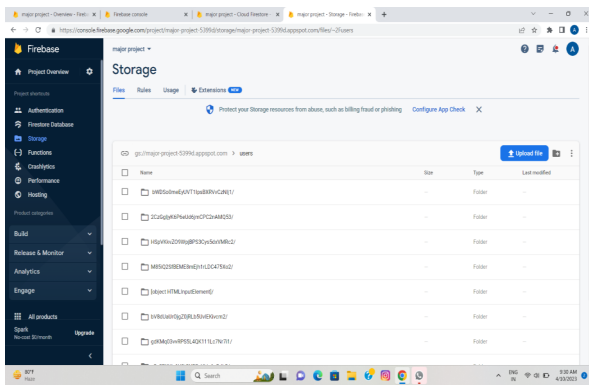 major project - Overview - Fireb
Firebase console
major project - Cloud Firestore
major project - Storage - Fireba
https://console.firebase.google.com/project/major-project-5399d/storage/major-project-5399d.appspot.com/files/~2Fusers
Firebase
major project
A
Project Overview
Storage
Project shortcuts
Files Rules Usage Extensions NEW
Authentication
Protect your Storage resources from abuse, such as billing fraud or phishing Configure App Check
Firestore Database
Storage
Functions
gs://major-project-5399d.appspot.com > users
Upload file
Crashlytics
Performance
Name Size Type Last modified
Hosting
Folder
Product categories
Folder
Build
Folder
Release & Monitor
Folder
Analytics
[object HTMLInputElement]/ Folder
Engage
Folder
All products
Folder
Spark
No-cost $0/month
Upgrade
80°F
Haze
Search
ENG
IN
9:30 AM
4/20/2023